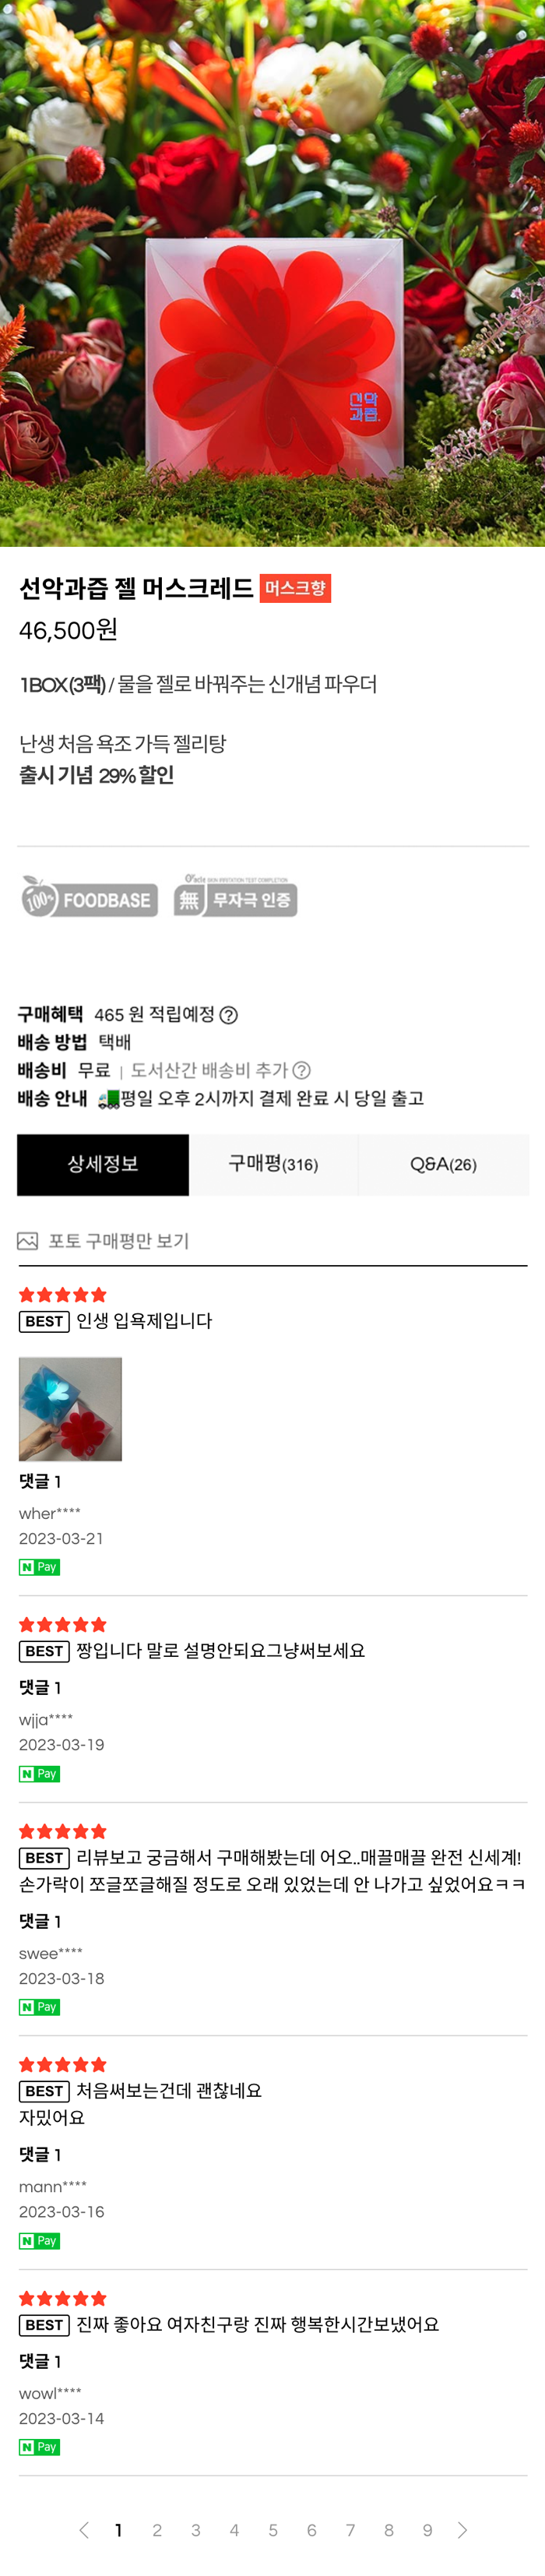 선악
과즙.
선악과즙 젤 머스크레드 머스크향
46,500원
1BOX(3팩) / 물을 젤로 바꿔주는 신개념 파우더
난생 처음 욕조 가득 젤리탕
출시 기념 29% 할인
100% FOODBASE
SKIN IRRITATION TEST COMPLETION
無 무자극 인증
구매혜택 465 원 적립예정 ?
배송 방법 택배
배송비 무료 | 도서산간 배송비 추가 ?
배송 안내 평일 오후 2시까지 결제 완료 시 당일 출고
상세정보 구매평(316) Q&A(26)
포토 구매평만 보기
BEST 인생 입욕제입니다
댓글 1
wher****
2023-03-21
N Pay
BEST 짱입니다 말로 설명안되요그냥써보세요
댓글 1
wjja****
2023-03-19
N Pay
BEST 리뷰보고 궁금해서 구매해봤는데 어오..매끌매끌 완전 신세계!
손가락이 쪼글쪼글해질 정도로 오래 있었는데 안 나가고 싶었어요ㅋㅋ
댓글 1
swee****
2023-03-18
N Pay
BEST 처음써보는건데 괜찮네요
자밌어요
댓글 1
mann****
2023-03-16
N Pay
BEST 진짜 좋아요 여자친구랑 진짜 행복한시간보냈어요
댓글 1
wowl****
2023-03-14
N Pay
< 1 2 3 4 5 6 7 8 9 >